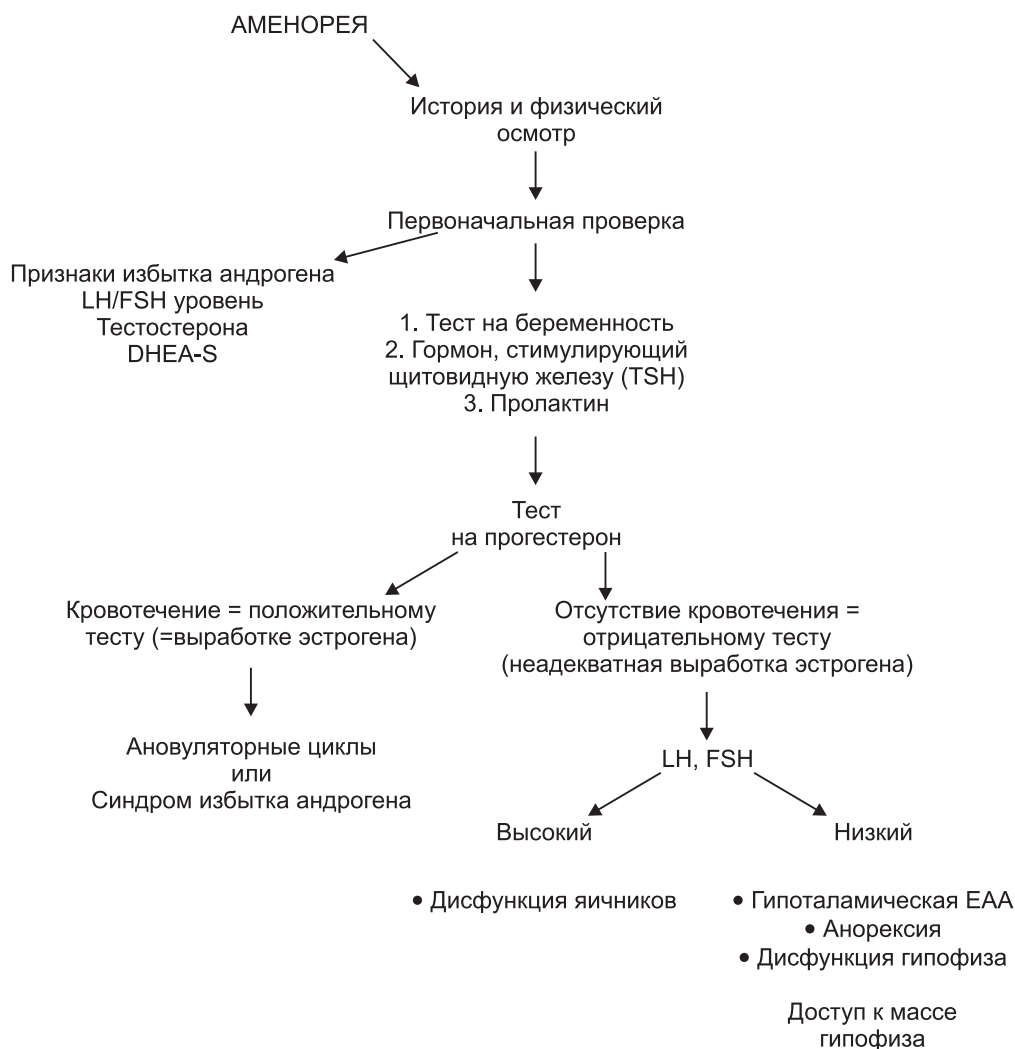 АМЕНОРЕЯ
История и физический
осмотр
Первоначальная проверка
Признаки избытка андрогена
LH/FSH уровень
Тестостерона
DHEA-S
1. Тест на беременность
2. Гормон, стимулирующий
щитовидную железу (TSH)
3. Пролактин
Тест
на прогестерон
Кровотечение = положительному
тесту (=выработке эстрогена)
Отсутствие кровотечения =
отрицательному тесту
(неадекватная выработка эстрогена)
Ановуляторные циклы
или
Синдром избытка андрогена
LH, FSH
Высокий
Низкий
• Дисфункция яичников
• Гипоталамическая ЕАА
• Анорексия
• Дисфункция гипофиза
Доступ к массе
гипофиза